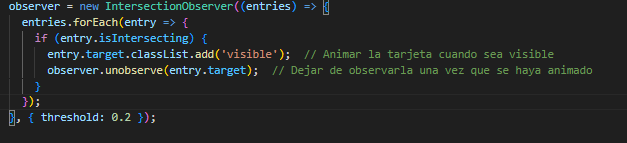 observer = new IntersectionObserver((entries) => {
  entries.forEach(entry => {
    if (entry.isIntersecting) {
      entry.target.classList.add('visible');  // Animar la tarjeta cuando sea visible
      observer.unobserve(entry.target);  // Dejar de observarla una vez que se haya animado
    }
  });
}, { threshold: 0.2 });